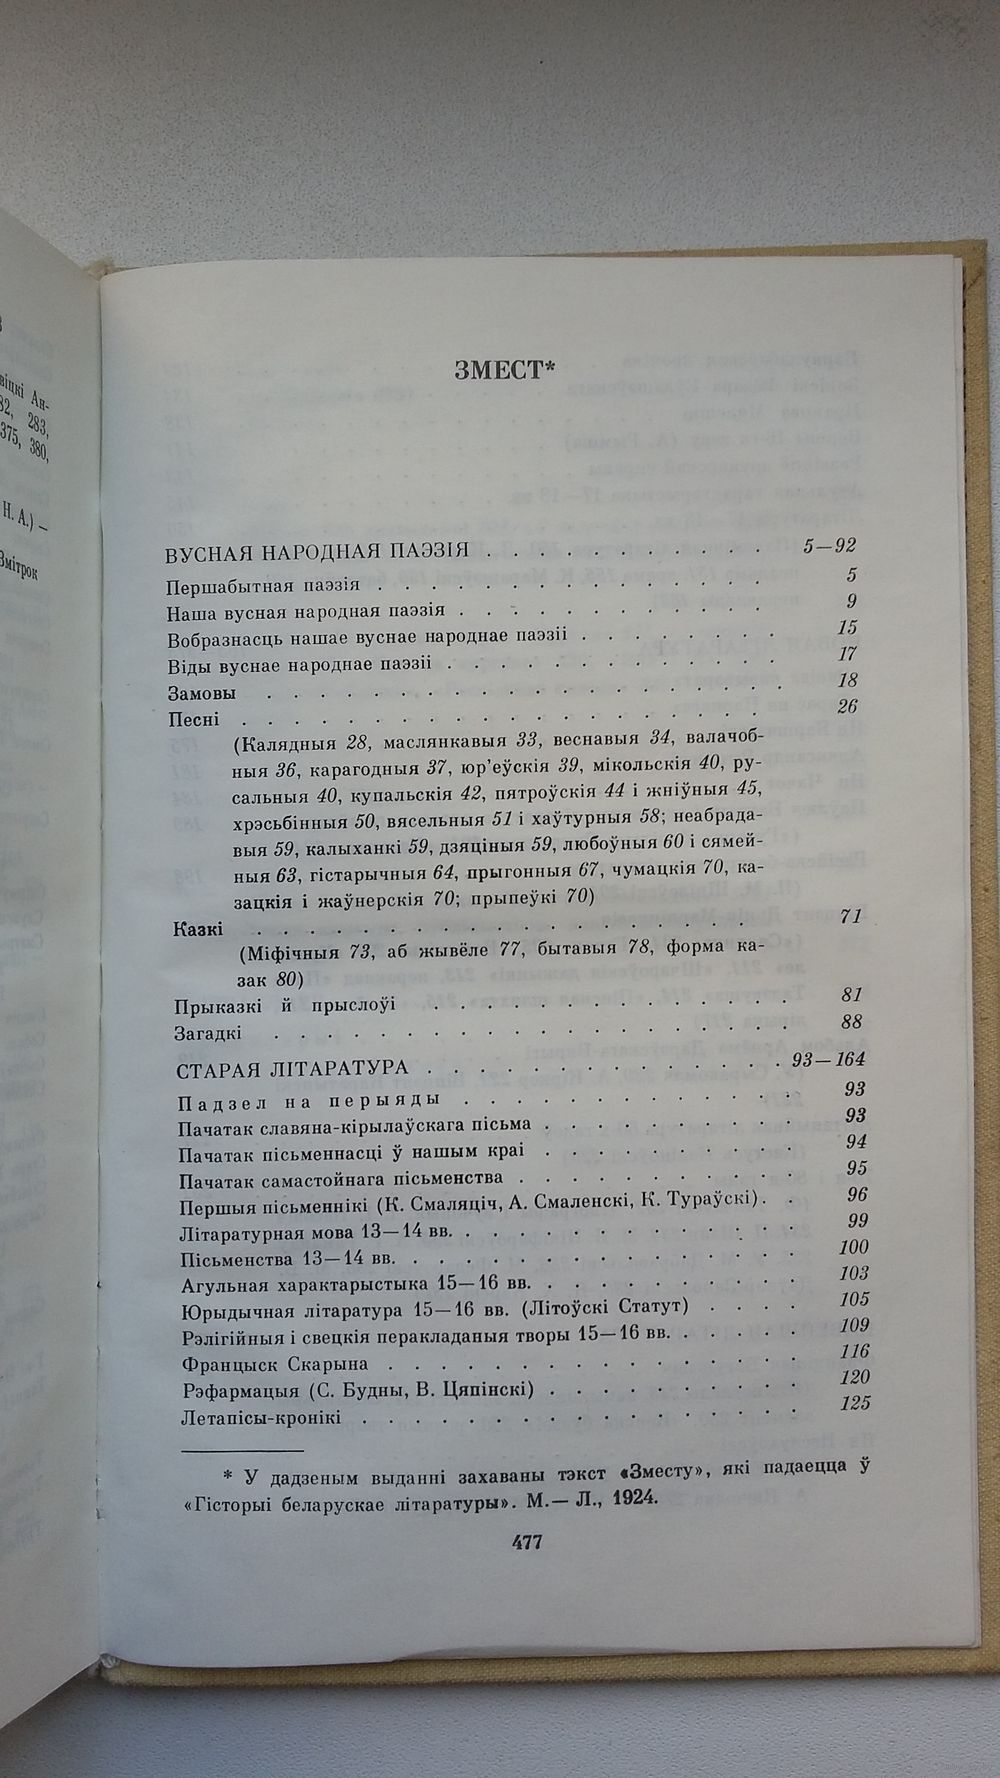 віцкі Ан-
82, 283,
375, 380,
Н. А.) —
Змітрок
ЗМЕСТ*
ВУСНАЯ НАРОДНАЯ ПАЭЗІЯ . . . . . . . . . . . 5—92
Першабытная паэзія . . . . . . . . . . . . . . 5
Наша вусная народная паэзія . . . . . . . . . . . 9
Вобразнасць нашае вуснае народнае паэзіі . . . . . . . 15
Віды вуснае народнае паэзіі . . . . . . . . . . . . 17
Замовы . . . . . . . . . . . . . . . . . . 18
Песні . . . . . . . . . . . . . . . . . . . 26
(Калядныя 28, маслянкавыя 33, веснавыя 34, валачоб-
ныя 36, карагодныя 37, юр’еўскія 39, мікольскія 40, ру-
сальныя 40, купальскія 42, пятроўскія 44 і жніўныя 45,
хрэсьбінныя 50, вясельныя 51 і хаўтурныя 58; неабрада-
выя 59, калыханкі 59, дзяціныя 59, любоўныя 60 і сямей-
ныя 63, гістарычныя 64, прыгонныя 67, чумацкія 70, ка-
зацкія і жаўнерскія 70; прыпеўкі 70)
Казкі . . . . . . . . . . . . . . . . . . . 71
(Міфічныя 73, аб жывёле 77, бытавыя 78, форма ка-
зак 80)
Прыказкі й прыслоўі . . . . . . . . . . . . . 81
Загадкі . . . . . . . . . . . . . . . . . . 88
СТАРАЯ ЛІТАРАТУРА . . . . . . . . . . . . . 93—164
Падзел на перыяды . . . . . . . . . . . . . 93
Пачатак славяна-кірылаўскага пісьма . . . . . . . . . 93
Пачатак пісьменнасці ў нашым краі . . . . . . . . . 94
Пачатак самастойнага пісьменства . . . . . . . . . . 95
Першыя пісьменнікі (К. Смаляціч, А. Смаленскі, К. Тураўскі) . . 96
Літаратурная мова 13—14 вв. . . . . . . . . . . . . 99
Пісьменства 13—14 вв. . . . . . . . . . . . . . . 100
Агульная характарыстыка 15—16 вв. . . . . . . . . . 103
Юрыдычная літаратура 15—16 вв. (Літоўскі Статут) . . . . 105
Рэлігійныя і свецкія перакладаныя творы 15—16 вв. . . . . . 109
Францыск Скарына . . . . . . . . . . . . . . . 116
Рэфармацыя (С. Будны, В. Цяпінскі) . . . . . . . . . 120
Летапісы-кронікі . . . . . . . . . . . . . . . . 125
* У дадзеным выданні захаваны тэкст «Зместу», які падаецца ў
«Гісторыі беларускае літаратуры». М.— Л., 1924.
477